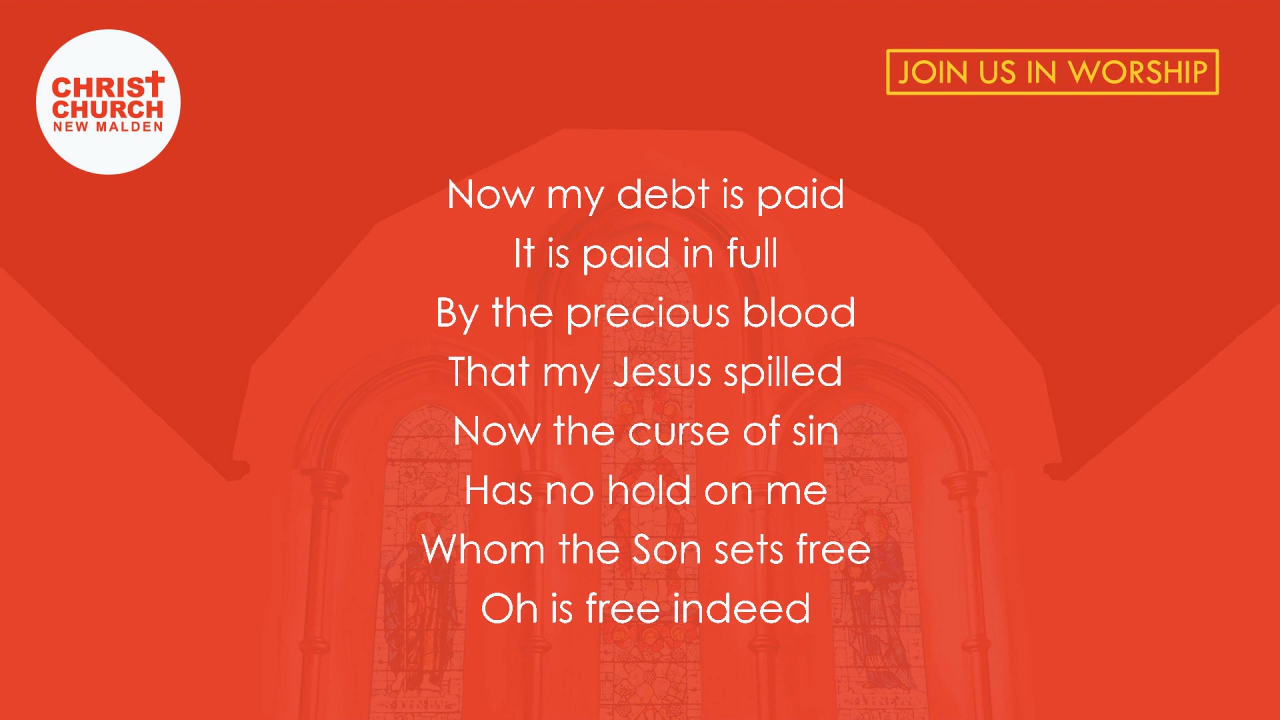 CHRIST
CHURCH
NEW MALDEN
JOIN US IN WORSHIP
Now my debt is paid
It is paid in full
By the precious blood
That my Jesus spilled
Now the curse of sin
Has no hold on me
Whom the Son sets free
Oh is free indeed